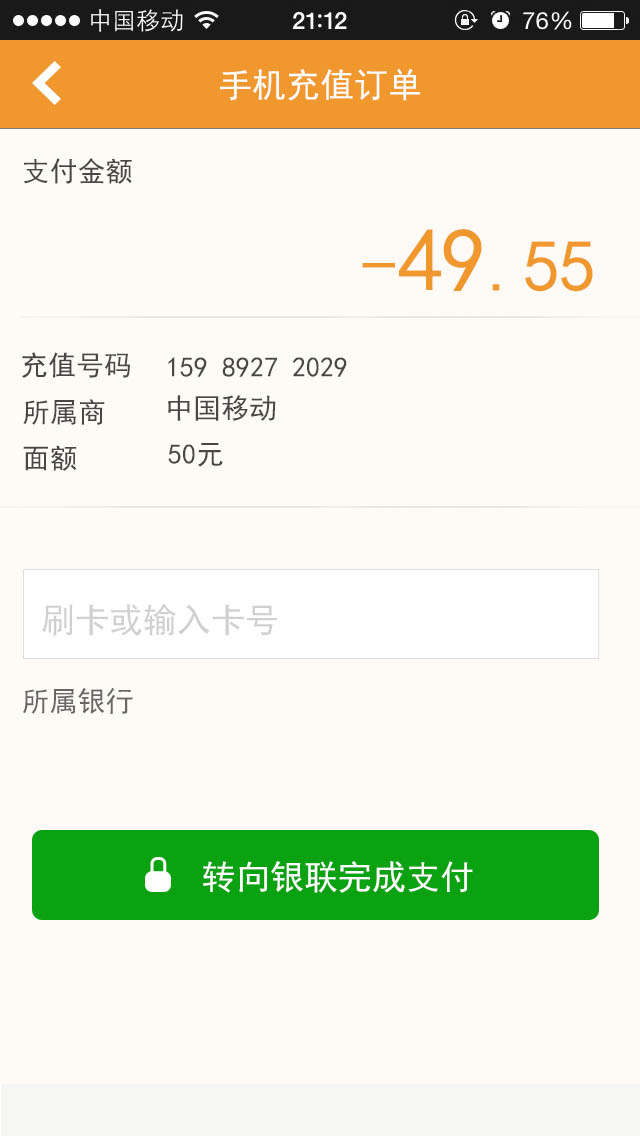 中国移动 21:12 76%
手机充值订单
支付金额
-49.55
充值号码 159 8927 2029
所属商 中国移动
面额 50元
刷卡或输入卡号
所属银行
转向银联完成支付